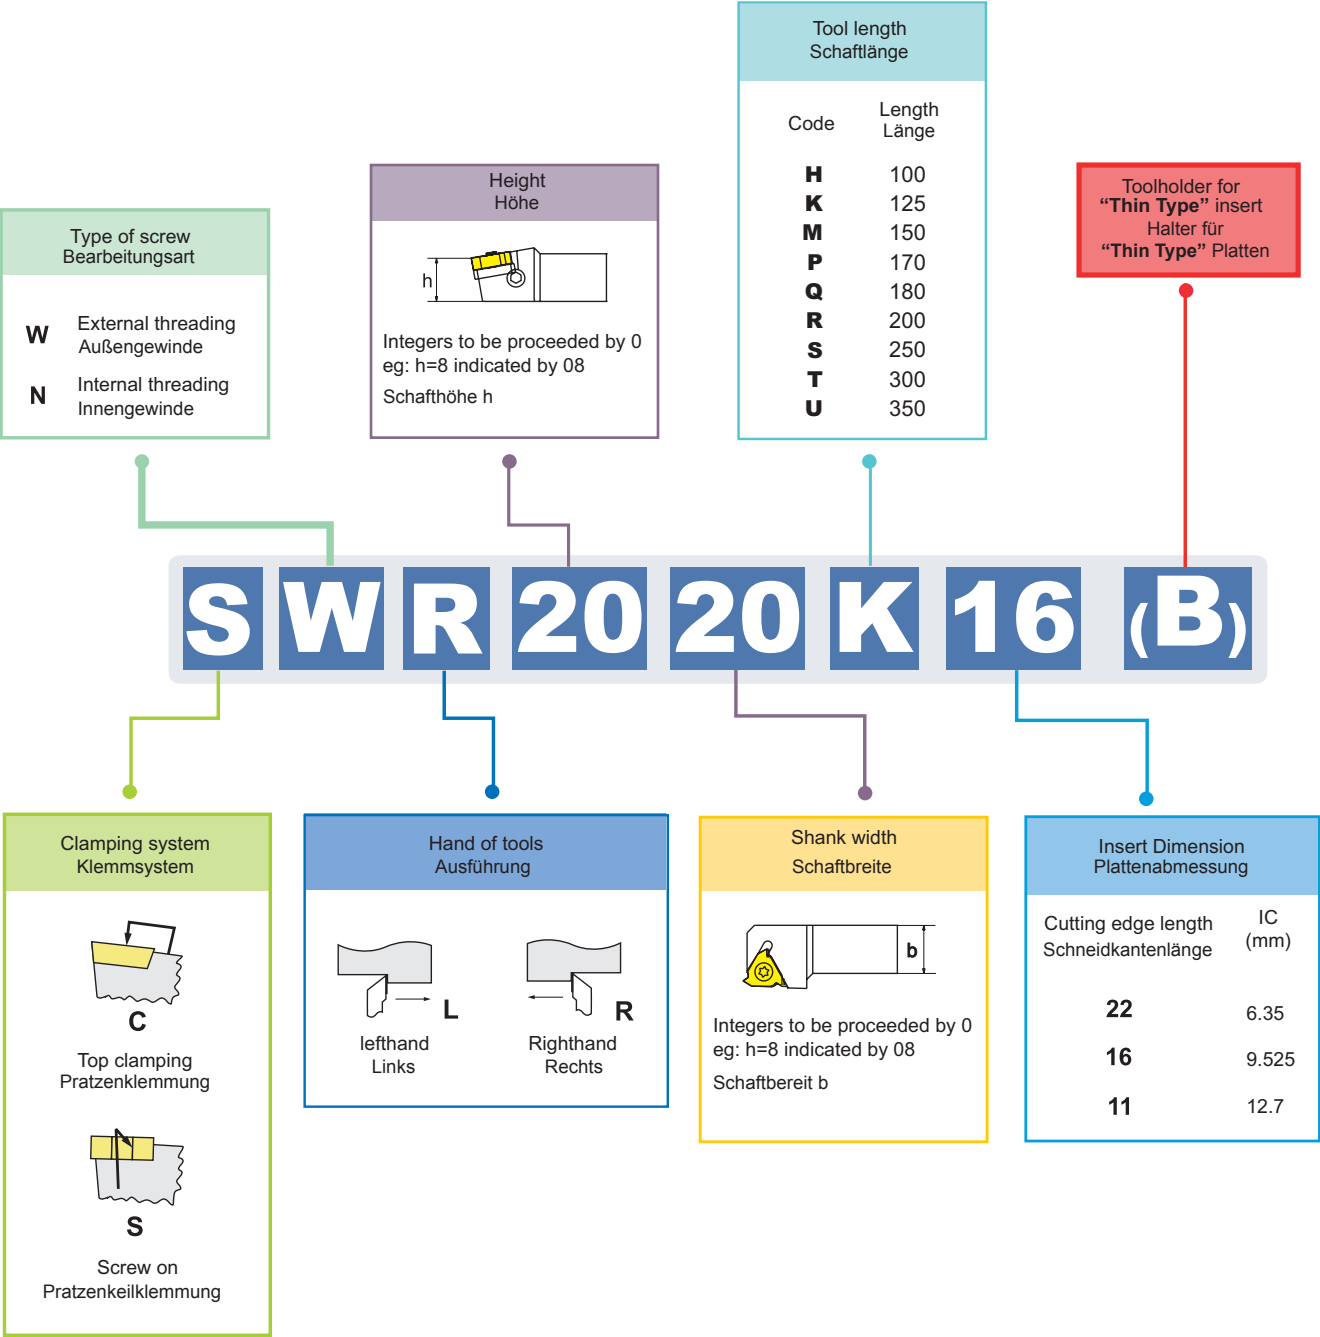 Tool length
Schaftlänge
Code
Length
Länge
H 100
K 125
M 150
P 170
Q 180
R 200
S 250
T 300
U 350
Height
Höhe
h
Integers to be proceeded by 0
eg: h=8 indicated by 08
Schafthöhe h
Toolholder for
“Thin Type” insert
Halter für
“Thin Type” Platten
Type of screw
Bearbeitungsart
W
External threading
Außengewinde
N
Internal threading
Innengewinde
S W R 20 20 K 16 (B)
Clamping system
Klemmsystem
C
Top clamping
Pratzenklemmung
S
Screw on
Pratzenkeilklemmung
Hand of tools
Ausführung
L
lefthand
Links
R
Righthand
Rechts
Shank width
Schaftbreite
b
Integers to be proceeded by 0
eg: h=8 indicated by 08
Schaftbereit b
Insert Dimension
Plattenabmessung
Cutting edge length
Schneidkantenlänge
IC
(mm)
22 6.35
16 9.525
11 12.7